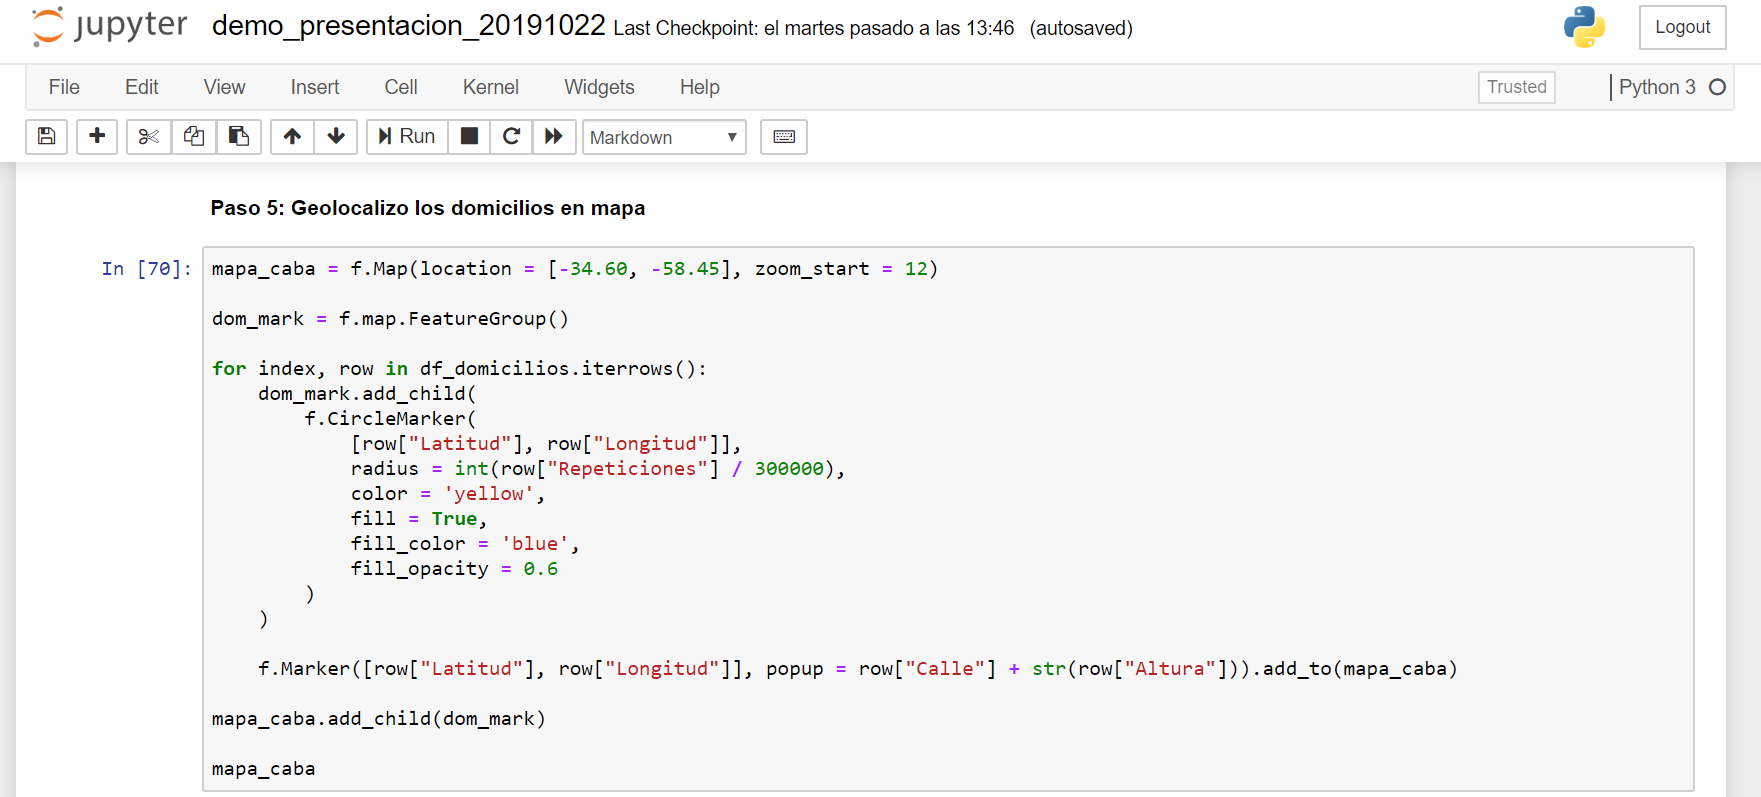 jupyter demo_presentacion_20191022 Last Checkpoint: el martes pasado a las 13:46 (autosaved) Logout
File Edit View Insert Cell Kernel Widgets Help Trusted Python 3
Run Markdown
Paso 5: Geolocalizo los domicilios en mapa
In [70]: mapa_caba = f.Map(location = [-34.60, -58.45], zoom_start = 12)
dom_mark = f.map.FeatureGroup()
for index, row in df_domicilios.iterrows():
    dom_mark.add_child(
        f.CircleMarker(
            [row["Latitud"], row["Longitud"]],
            radius = int(row["Repeticiones"] / 300000),
            color = 'yellow',
            fill = True,
            fill_color = 'blue',
            fill_opacity = 0.6
        )
    )
    f.Marker([row["Latitud"], row["Longitud"]], popup = row["Calle"] + str(row["Altura"])).add_to(mapa_caba)
mapa_caba.add_child(dom_mark)
mapa_caba